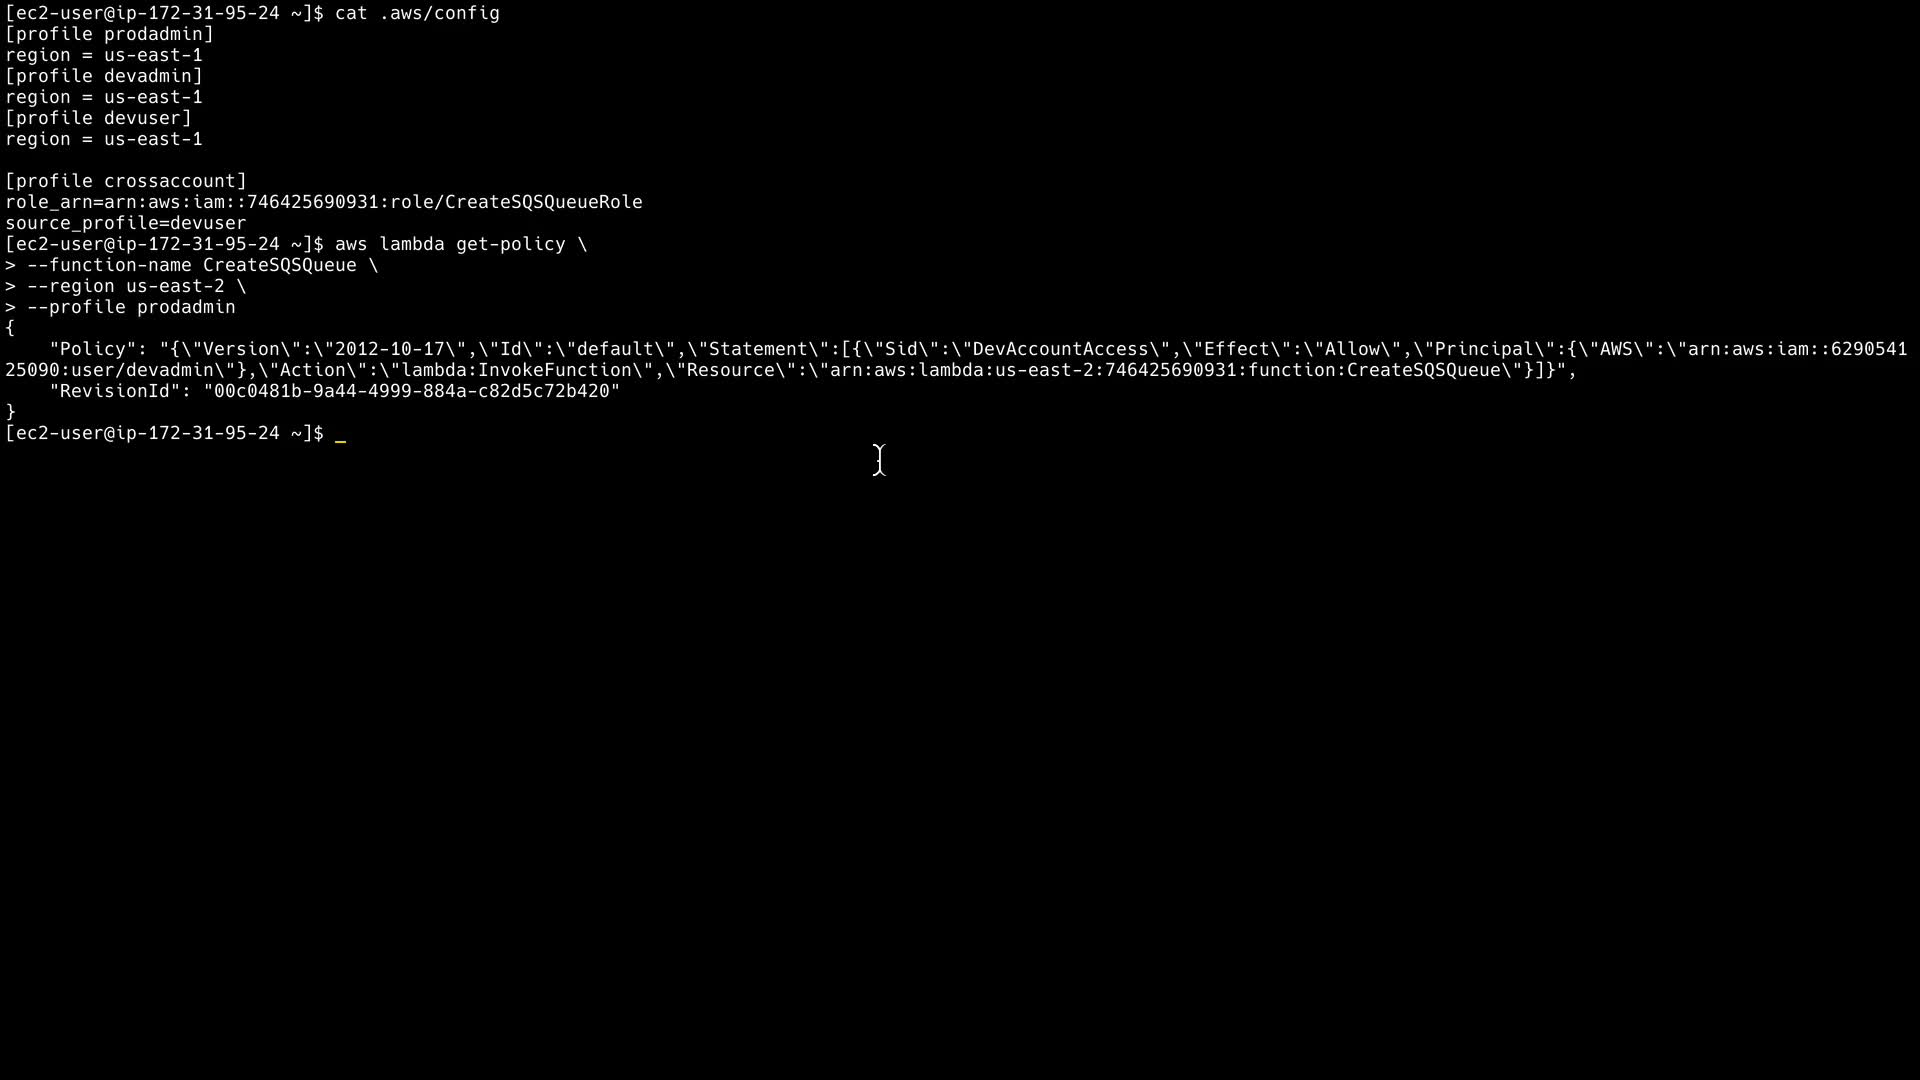 [ec2-user@ip-172-31-95-24 ~]$ cat .aws/config
[profile prodadmin]
region = us-east-1
[profile devadmin]
region = us-east-1
[profile devuser]
region = us-east-1

[profile crossaccount]
role_arn=arn:aws:iam::746425690931:role/CreateSQSQueueRole
source_profile=devuser
[ec2-user@ip-172-31-95-24 ~]$ aws lambda get-policy \
> --function-name CreateSQSQueue \
> --region us-east-2 \
> --profile prodadmin
{
    "Policy": "{\"Version\":\"2012-10-17\",\"Id\":\"default\",\"Statement\":[{\"Sid\":\"DevAccountAccess\",\"Effect\":\"Allow\",\"Principal\":{\"AWS\":\"arn:aws:iam::6290541
25090:user/devadmin\"},\"Action\":\"lambda:InvokeFunction\",\"Resource\":\"arn:aws:lambda:us-east-2:746425690931:function:CreateSQSQueue\"}]}",
    "RevisionId": "00c0481b-9a44-4999-884a-c82d5c72b420"
}
[ec2-user@ip-172-31-95-24 ~]$ _